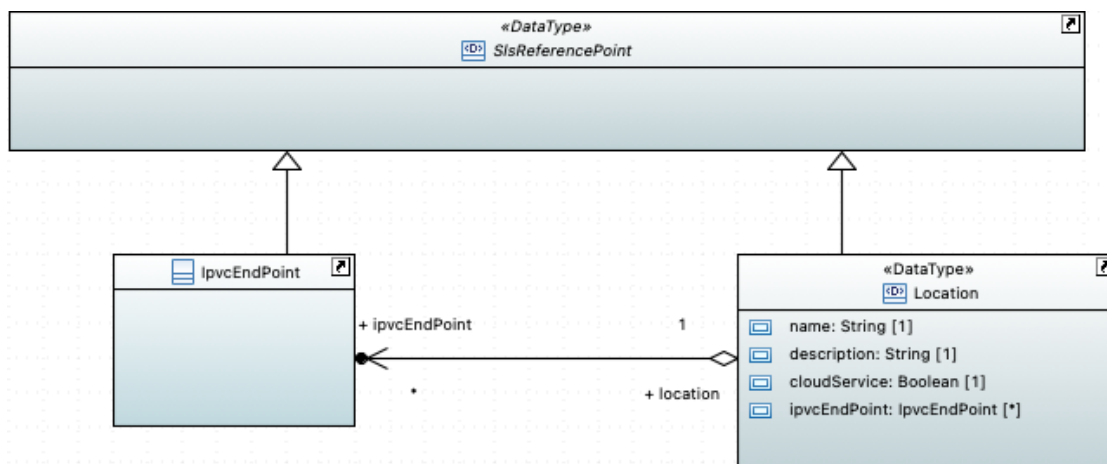 «DataType»
SlsReferencePoint
IpvcEndPoint
«DataType»
Location
+ ipvcEndPoint
1
*
+ location
name: String [1]
description: String [1]
cloudService: Boolean [1]
ipvcEndPoint: IpvcEndPoint [*]